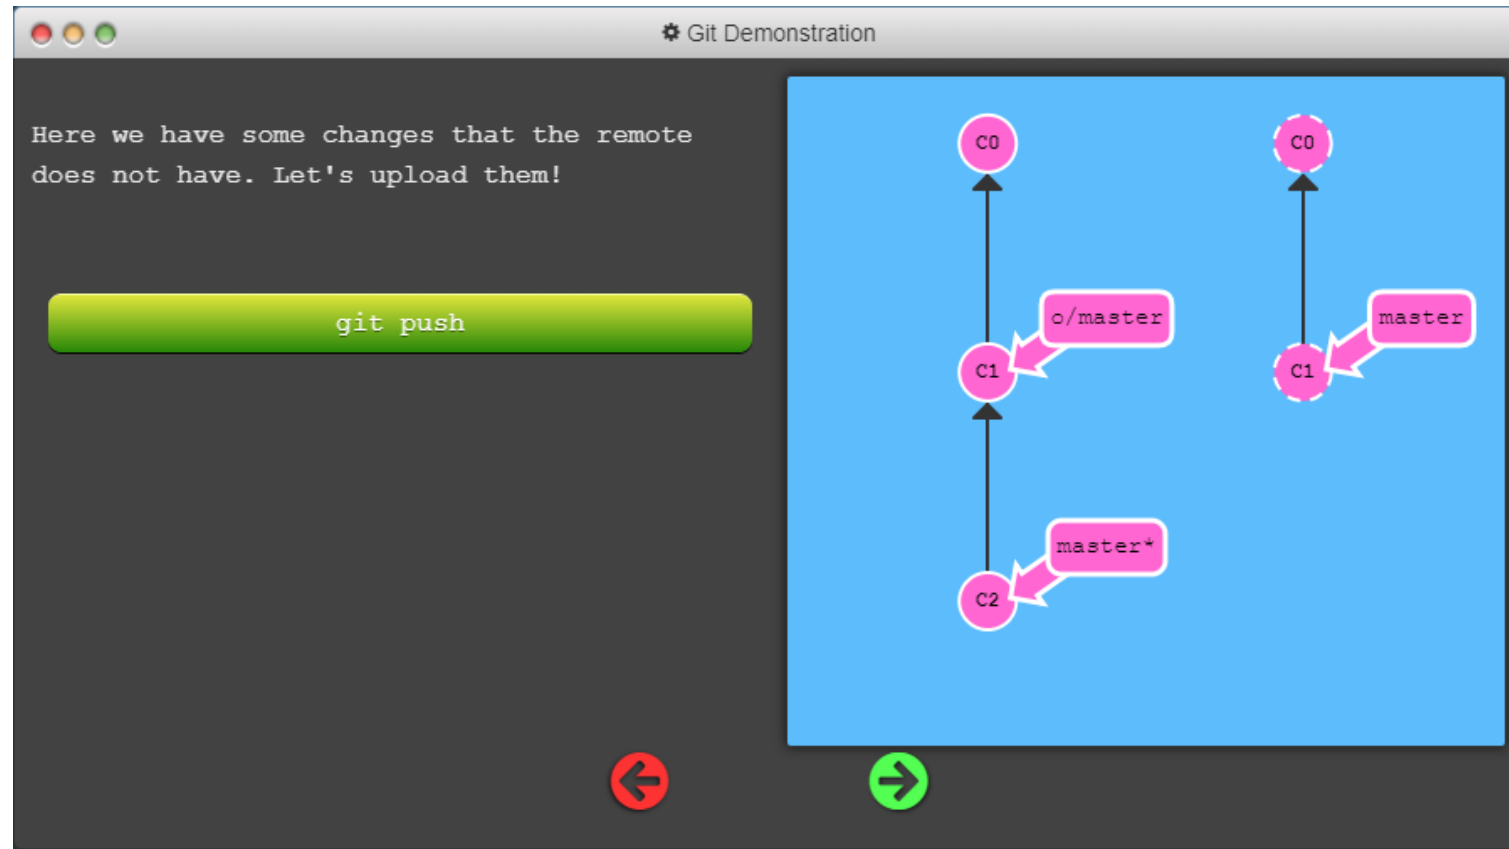 Git Demonstration
Here we have some changes that the remote
does not have. Let's upload them!
git push
C0
C0
o/master
master
C1
C1
master*
C2